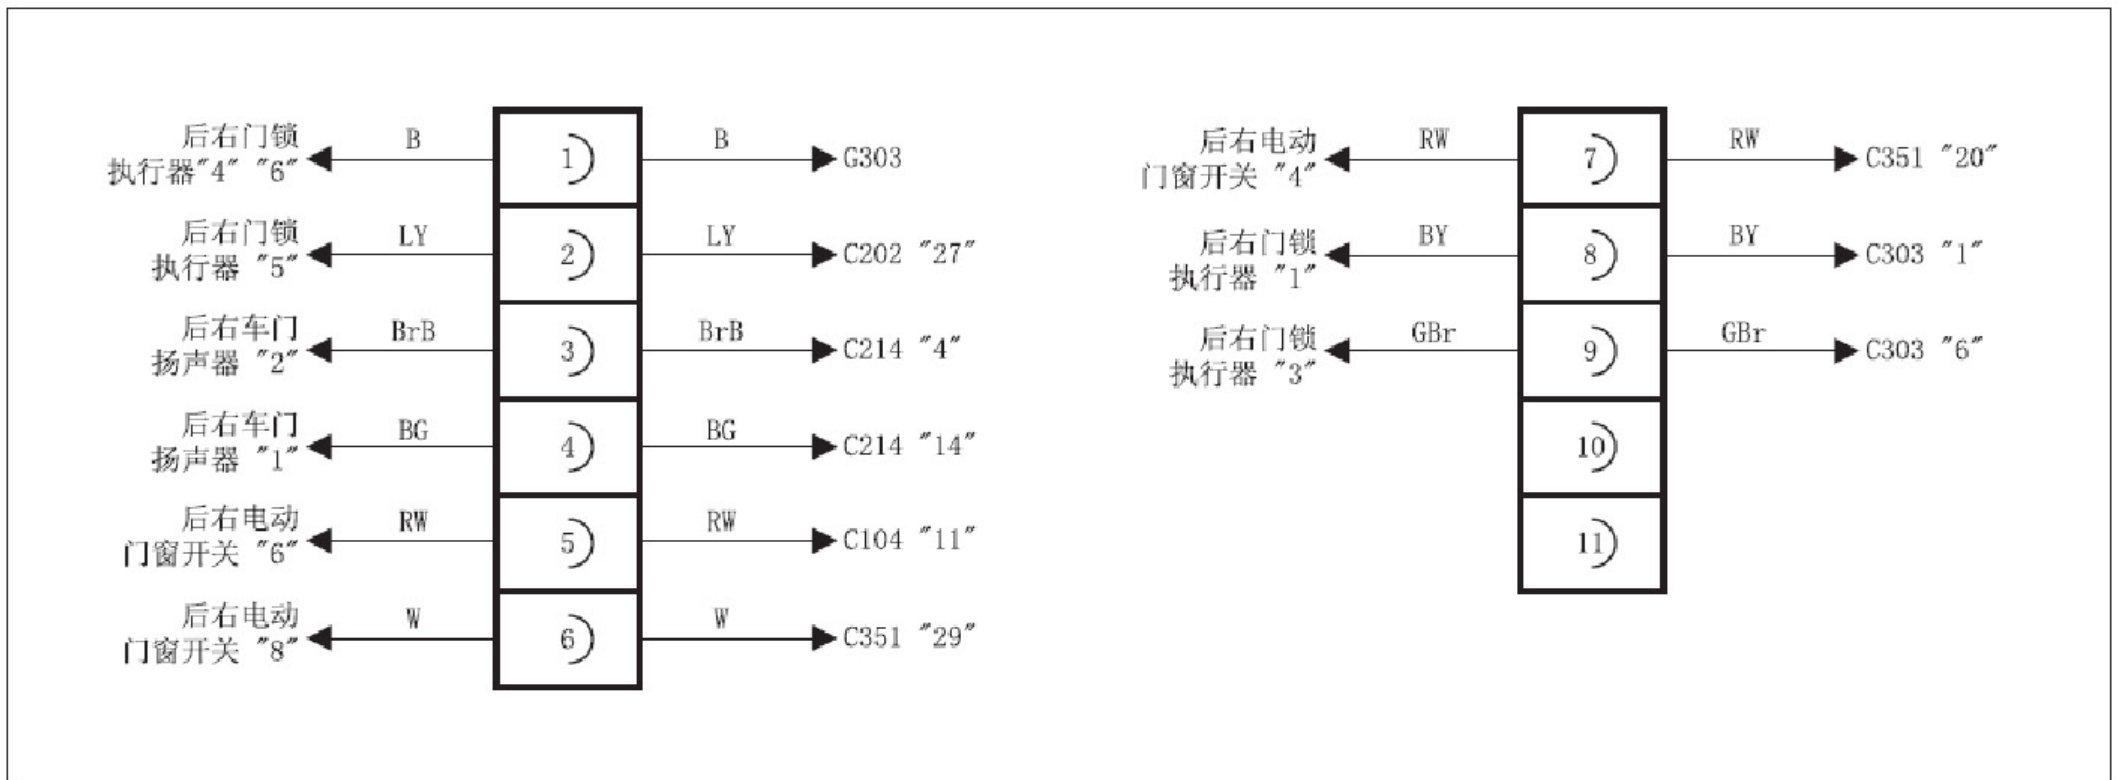 后右门锁
执行器"4" "6"
B
1
B
G303
后右门锁
执行器 "5"
LY
2
LY
C202 "27"
后右车门
扬声器 "2"
BrB
3
BrB
C214 "4"
后右车门
扬声器 "1"
BG
4
BG
C214 "14"
后右电动
门窗开关 "6"
RW
5
RW
C104 "11"
后右电动
门窗开关 "8"
W
6
W
C351 "29"
后右电动
门窗开关 "4"
RW
7
RW
C351 "20"
后右门锁
执行器 "1"
BY
8
BY
C303 "1"
后右门锁
执行器 "3"
GBr
9
GBr
C303 "6"
10
11